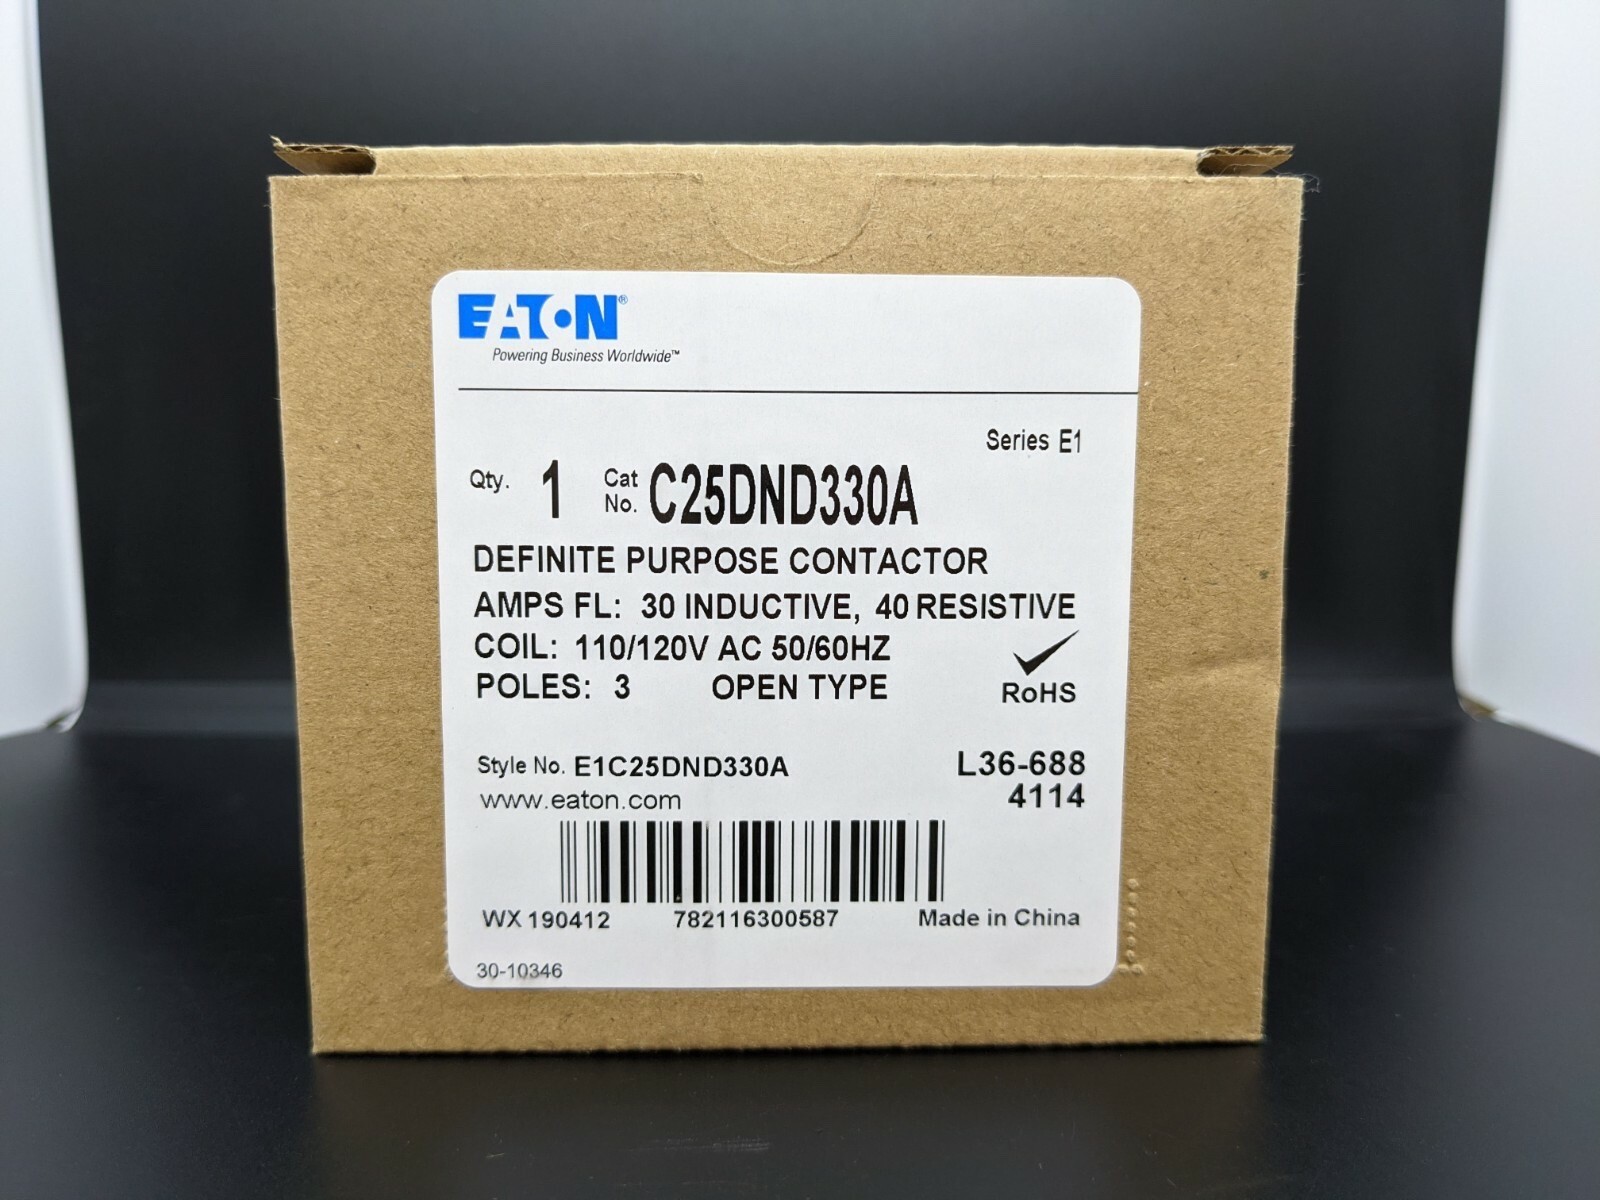 EATON®
Powering Business Worldwide™
Series E1
Qty. 1 Cat No. C25DND330A
DEFINITE PURPOSE CONTACTOR
AMPS FL: 30 INDUCTIVE, 40 RESISTIVE
COIL: 110/120V AC 50/60HZ
POLES: 3 OPEN TYPE
RoHS
Style No. E1C25DND330A L36-688
www.eaton.com 4114
WX 190412 782116300587 Made in China
30-10346